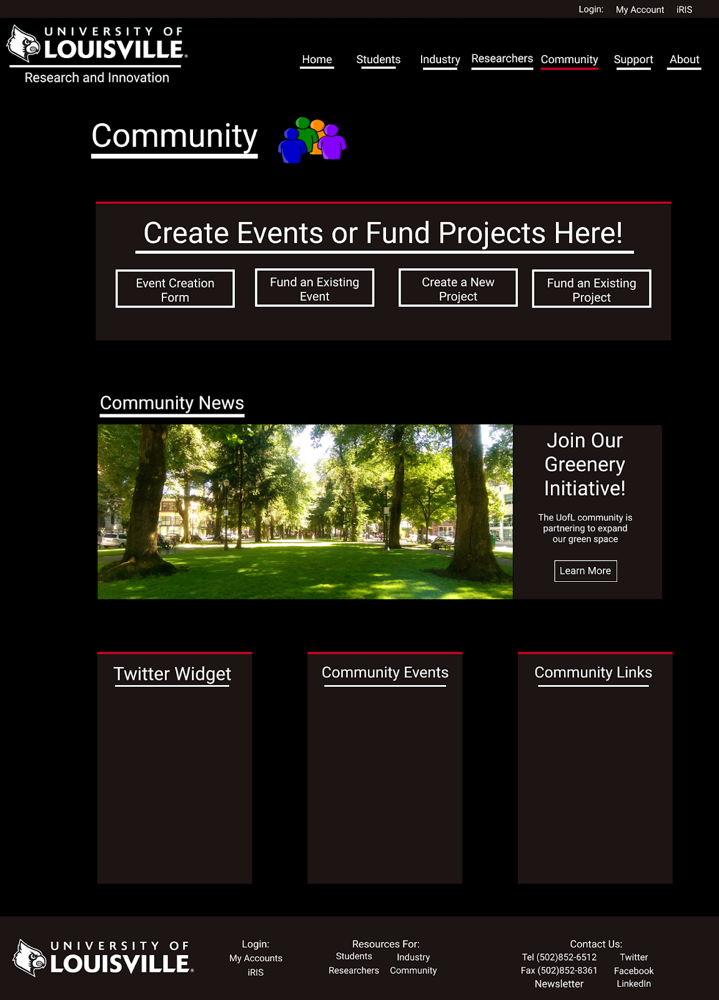 Login: My Account iRIS
UNIVERSITY OF
LOUISVILLE®
Research and Innovation
Home Students Industry Researchers Community Support About
Community
Create Events or Fund Projects Here!
Event Creation
Form
Fund an Existing
Event
Create a New
Project
Fund an Existing
Project
Community News
Join Our
Greenery
Initiative!
The UofL community is
partnering to expand
our green space
Learn More
Twitter Widget
Community Events
Community Links
UNIVERSITY OF
LOUISVILLE®
Login:
My Accounts
iRIS
Resources For:
Students Industry
Researchers Community
Contact Us:
Tel (502)852-6512 Twitter
Fax (502)852-8361 Facebook
Newsletter LinkedIn